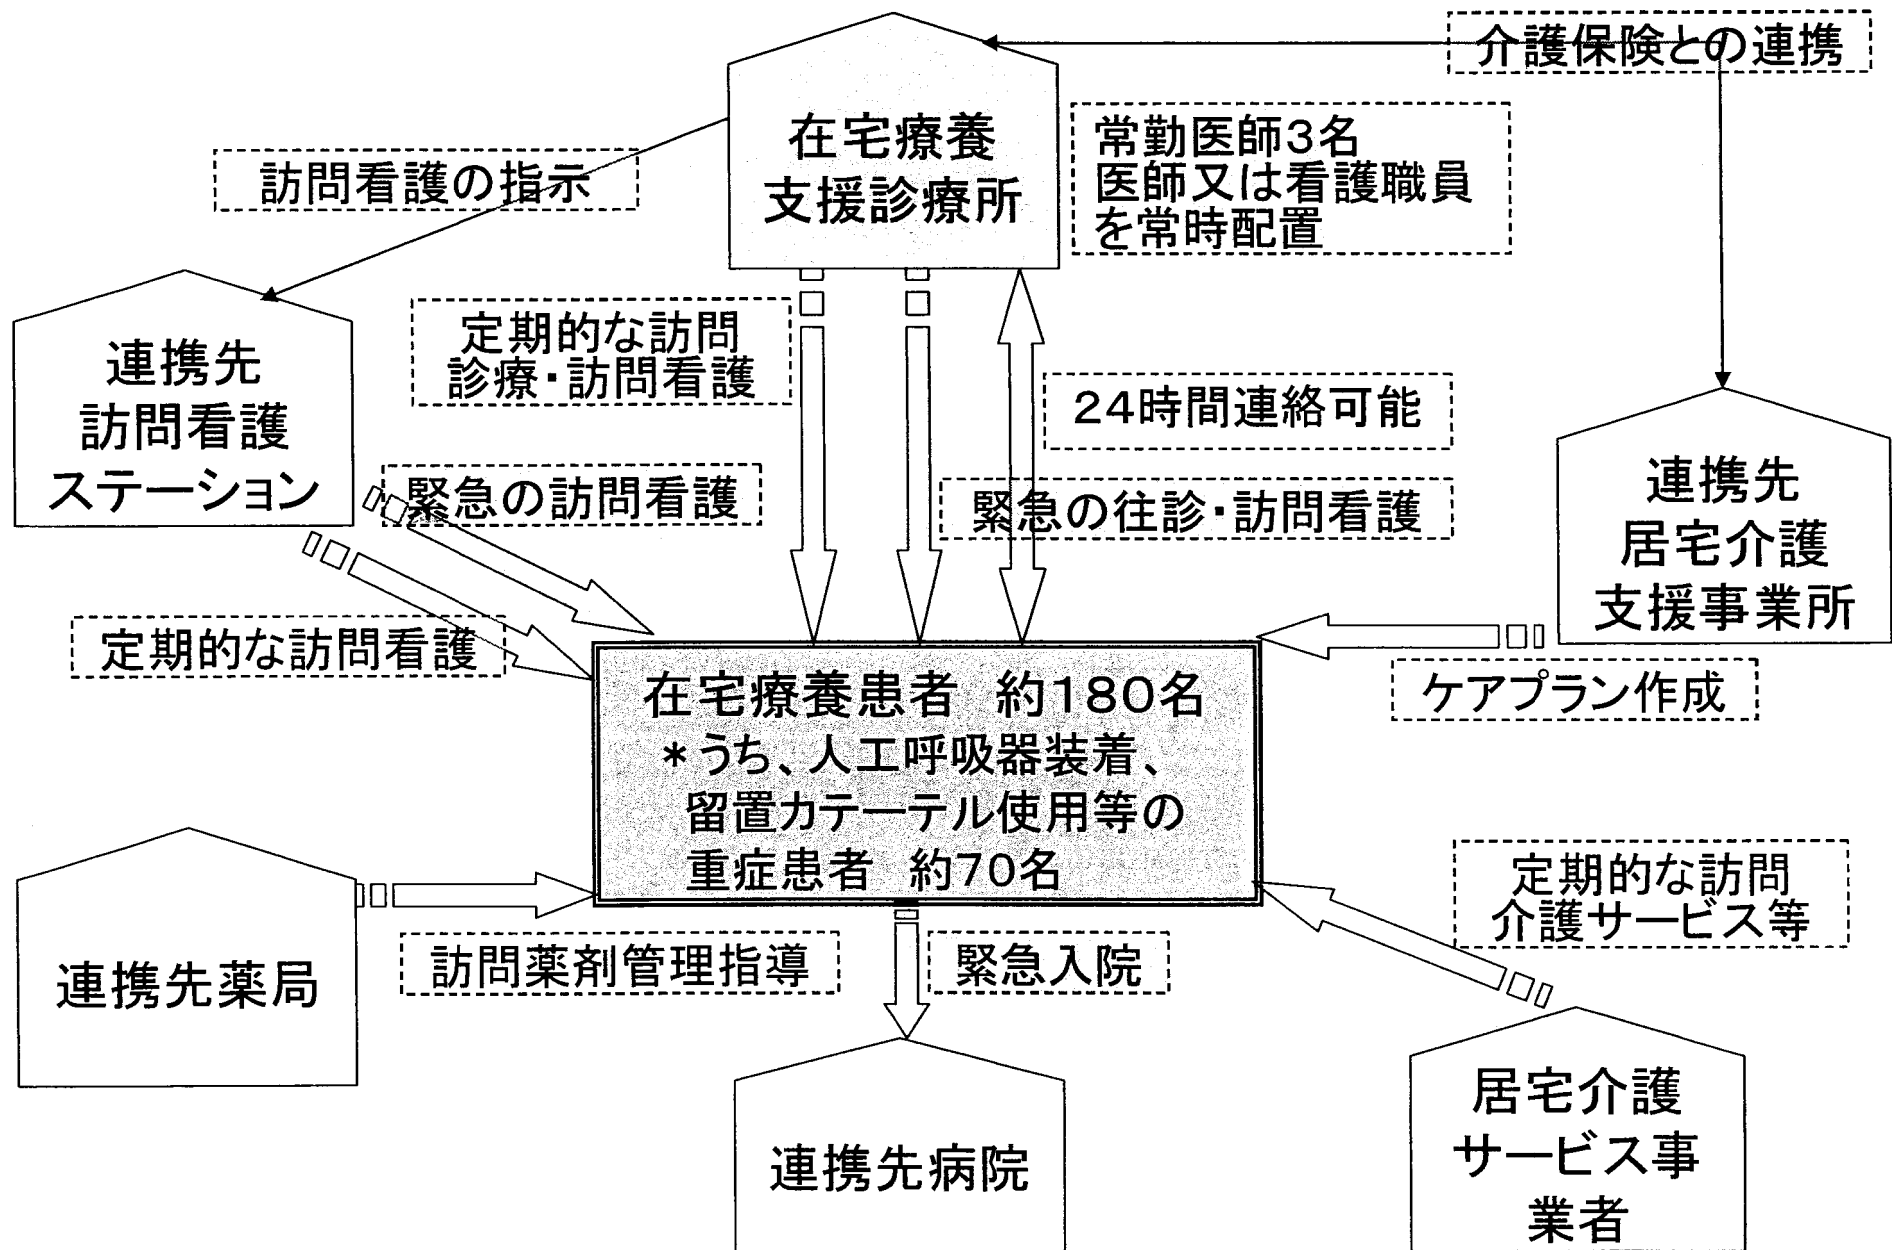 介護保険との連携
在宅療養
支援診療所
常勤医師3名
医師又は看護職員
を常時配置
訪問看護の指示
連携先
訪問看護
ステーション
定期的な訪問
診療・訪問看護
24時間連絡可能
緊急の訪問看護
緊急の往診・訪問看護
連携先
居宅介護
支援事業所
定期的な訪問看護
ケアプラン作成
在宅療養患者 約180名
*うち、人工呼吸器装着、
留置カテーテル使用等の
重症患者 約70名
定期的な訪問
介護サービス等
連携先薬局
訪問薬剤管理指導
緊急入院
連携先病院
居宅介護
サービス事
業者